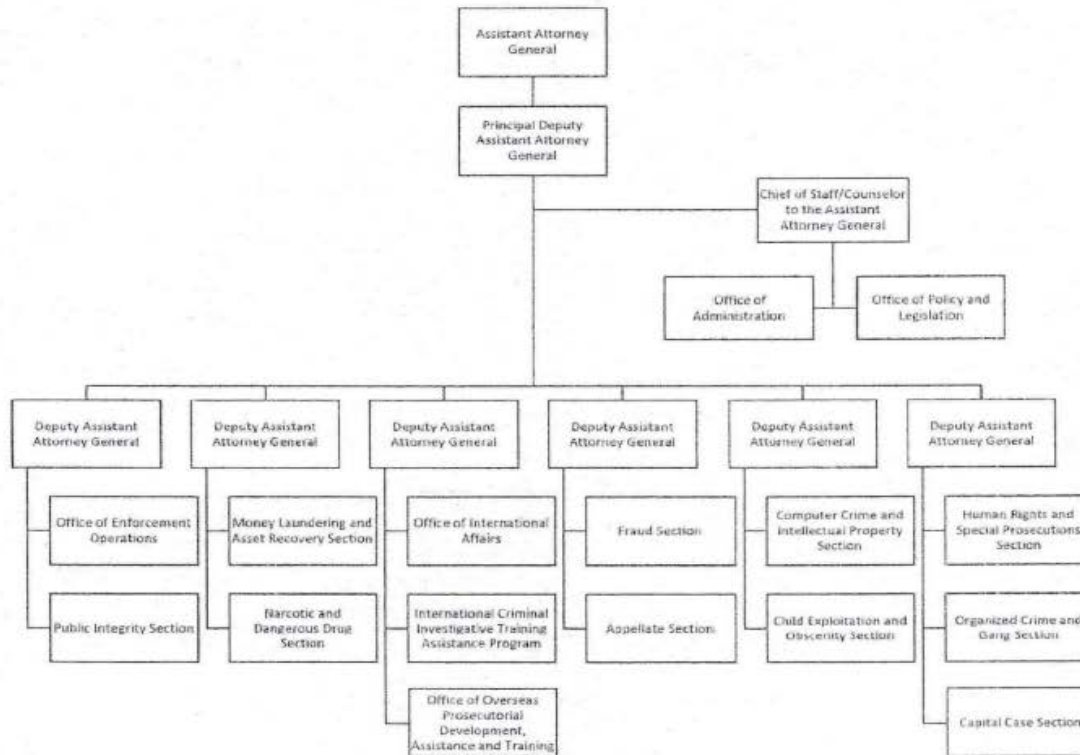 Assistant Attorney
General
Principal Deputy
Assistant Attorney
General
Chief of Staff/Counselor
to the Assistant
Attorney General
Office of
Administration
Office of Policy and
Legislation
Deputy Assistant
Attorney General
Deputy Assistant
Attorney General
Deputy Assistant
Attorney General
Deputy Assistant
Attorney General
Deputy Assistant
Attorney General
Deputy Assistant
Attorney General
Office of Enforcement
Operations
Money Laundering and
Asset Recovery Section
Office of International
Affairs
Fraud Section
Computer Crime and
Intellectual Property
Section
Human Rights and
Special Prosecutions
Section
Public Integrity Section
Narcotic and
Dangerous Drug
Section
International Criminal
Investigative Training
Assistance Program
Appellate Section
Child Exploitation and
Obscenity Section
Organized Crime and
Gang Section
Office of Overseas
Prosecutorial
Development,
Assistance and Training
Capital Case Section